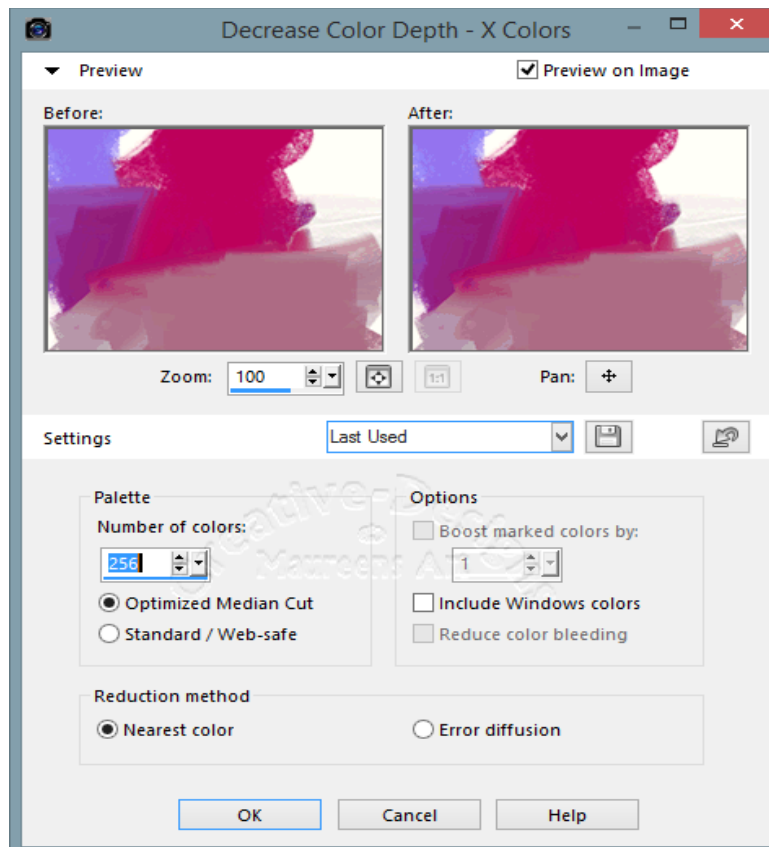 Decrease Color Depth - X Colors
Preview
Preview on Image
Before:
After:
Zoom:
100
1:1
Pan:
Settings
Last Used
Palette
Options
Number of colors:
Boost marked colors by:
256
1
Optimized Median Cut
Include Windows colors
Standard / Web-safe
Reduce color bleeding
Reduction method
Nearest color
Error diffusion
OK
Cancel
Help